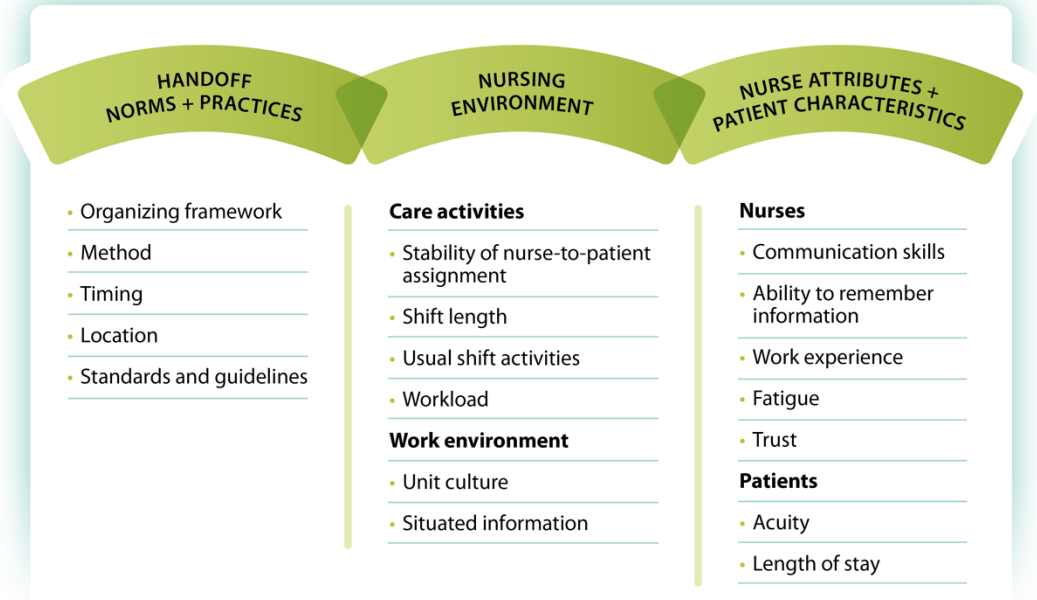 HANDOFF
NORMS + PRACTICES
• Organizing framework
• Method
• Timing
• Location
• Standards and guidelines
NURSING
ENVIRONMENT
Care activities
• Stability of nurse-to-patient
assignment
• Shift length
• Usual shift activities
• Workload
Work environment
• Unit culture
• Situated information
NURSE ATTRIBUTES +
PATIENT CHARACTERISTICS
Nurses
• Communication skills
• Ability to remember
information
• Work experience
• Fatigue
• Trust
Patients
• Acuity
• Length of stay